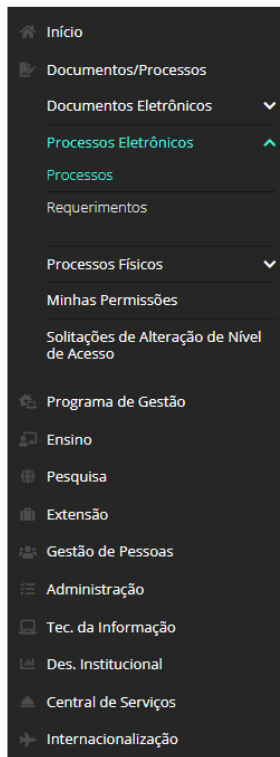 Início
Documentos/Processos
Documentos Eletrônicos
Processos Eletrônicos
Processos
Requerimentos
Processos Físicos
Minhas Permissões
Solitações de Alteração de Nível
de Acesso
Programa de Gestão
Ensino
Pesquisa
Extensão
Gestão de Pessoas
Administração
Tec. da Informação
Des. Institucional
Central de Serviços
Internacionalização